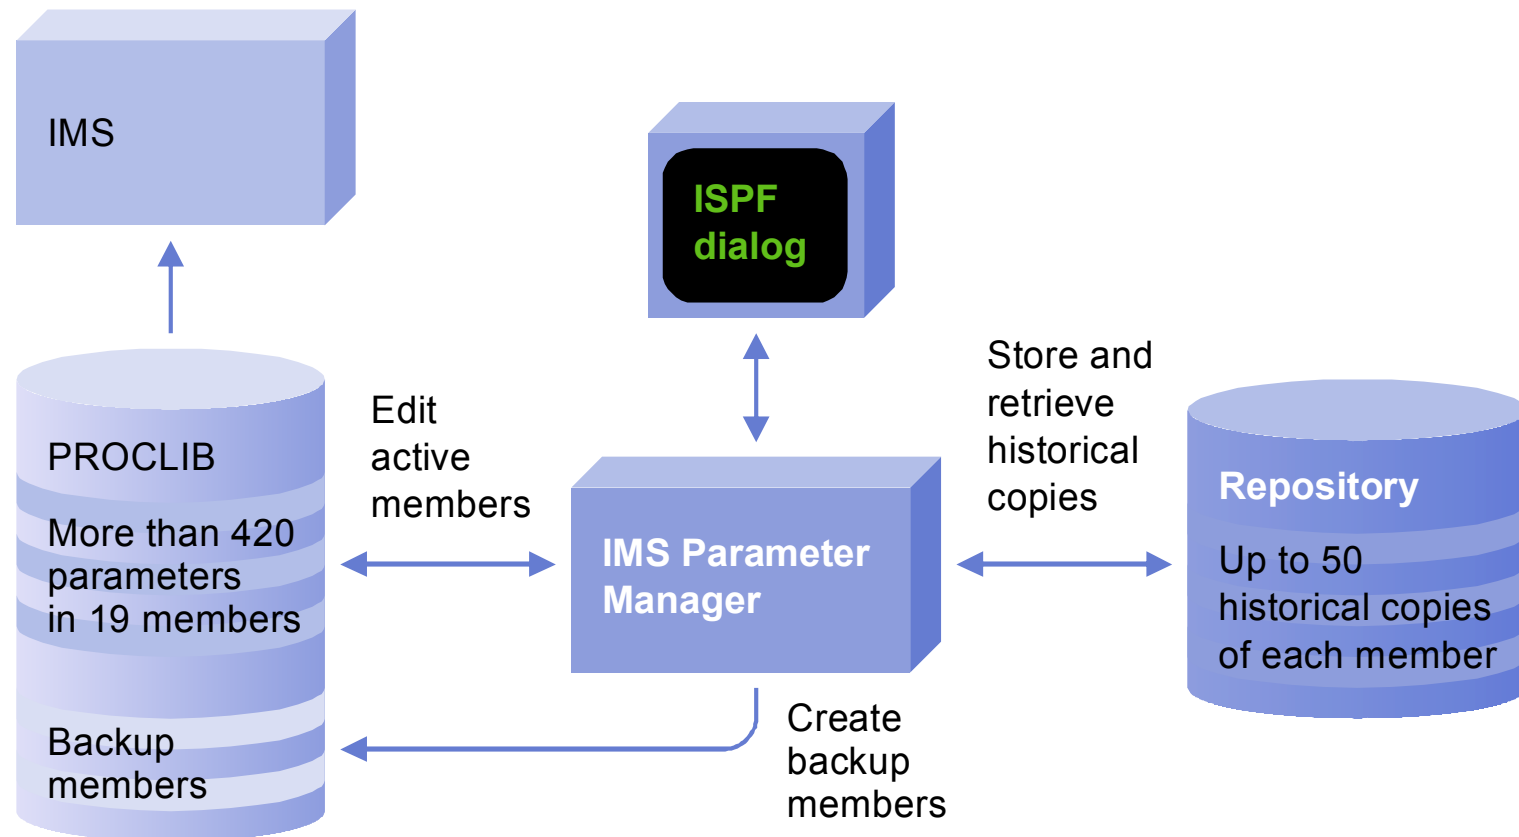 IMS
ISPF
dialog
PROCLIB
More than 420
parameters
in 19 members
Backup
members
Edit
active
members
IMS Parameter
Manager
Create
backup
members
Store and
retrieve
historical
copies
Repository
Up to 50
historical copies
of each member